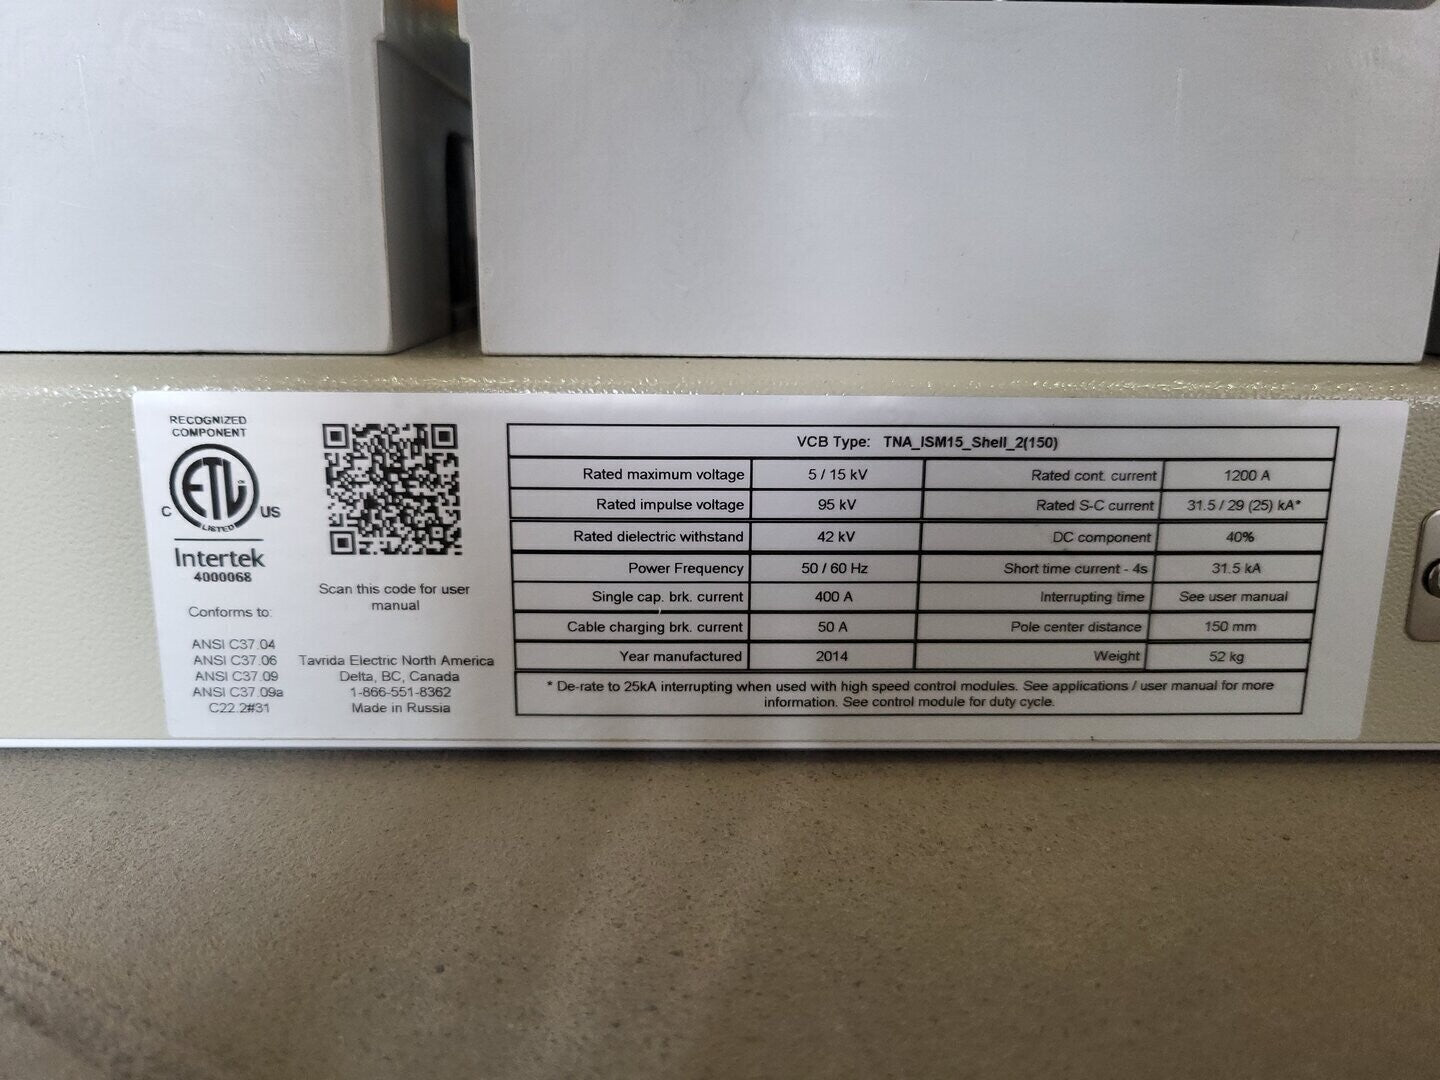 RECOGNIZED
COMPONENT
ETL
LISTED
C US
Intertek
4000068
Conforms to:
ANSI C37.04
ANSI C37.06
ANSI C37.09
ANSI C37.09a
C22.2#31
Scan this code for user
manual
Tavrida Electric North America
Delta, BC, Canada
1-866-551-8362
Made in Russia
VCB Type: TNA_ISM15_Shell_2(150)
Rated maximum voltage 5 / 15 kV Rated cont. current 1200 A
Rated impulse voltage 95 kV Rated S-C current 31.5 / 29 (25) kA*
Rated dielectric withstand 42 kV DC component 40%
Power Frequency 50 / 60 Hz Short time current - 4s 31.5 kA
Single cap. brk. current 400 A Interrupting time See user manual
Cable charging brk. current 50 A Pole center distance 150 mm
Year manufactured 2014 Weight 52 kg
* De-rate to 25kA interrupting when used with high speed control modules. See applications / user manual for more
information. See control module for duty cycle.